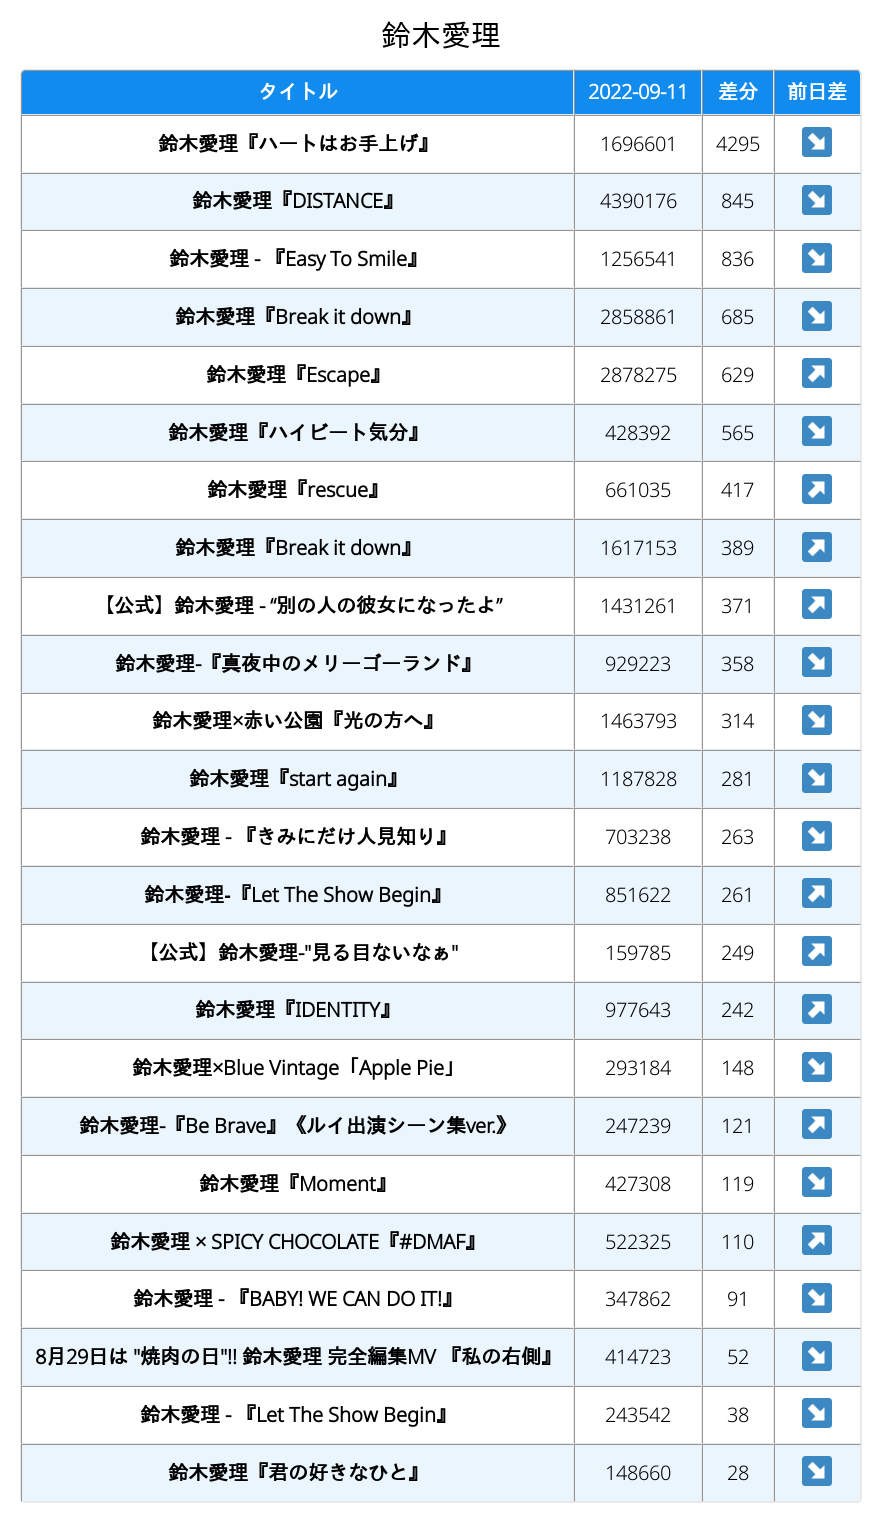 鈴木愛理
タイトル 2022-09-11 差分 前日差
鈴木愛理『ハートはお手上げ』 1696601 4295 ↘
鈴木愛理『DISTANCE』 4390176 845 ↘
鈴木愛理 - 『Easy To Smile』 1256541 836 ↘
鈴木愛理『Break it down』 2858861 685 ↘
鈴木愛理『Escape』 2878275 629 ↗
鈴木愛理『ハイビート気分』 428392 565 ↘
鈴木愛理『rescue』 661035 417 ↗
鈴木愛理『Break it down』 1617153 389 ↗
【公式】鈴木愛理 - “別の人の彼女になったよ” 1431261 371 ↗
鈴木愛理-『真夜中のメリーゴーランド』 929223 358 ↘
鈴木愛理×赤い公園『光の方へ』 1463793 314 ↘
鈴木愛理『start again』 1187828 281 ↘
鈴木愛理 - 『きみにだけ人見知り』 703238 263 ↘
鈴木愛理-『Let The Show Begin』 851622 261 ↗
【公式】鈴木愛理-"見る目ないなぁ" 159785 249 ↗
鈴木愛理『IDENTITY』 977643 242 ↗
鈴木愛理×Blue Vintage「Apple Pie」 293184 148 ↘
鈴木愛理-『Be Brave』《ルイ出演シーン集ver.》 247239 121 ↗
鈴木愛理『Moment』 427308 119 ↘
鈴木愛理 × SPICY CHOCOLATE『#DMAF』 522325 110 ↗
鈴木愛理 - 『BABY! WE CAN DO IT!』 347862 91 ↘
8月29日は "焼肉の日"!! 鈴木愛理 完全編集MV 『私の右側』 414723 52 ↘
鈴木愛理 - 『Let The Show Begin』 243542 38 ↘
鈴木愛理『君の好きなひと』 148660 28 ↘